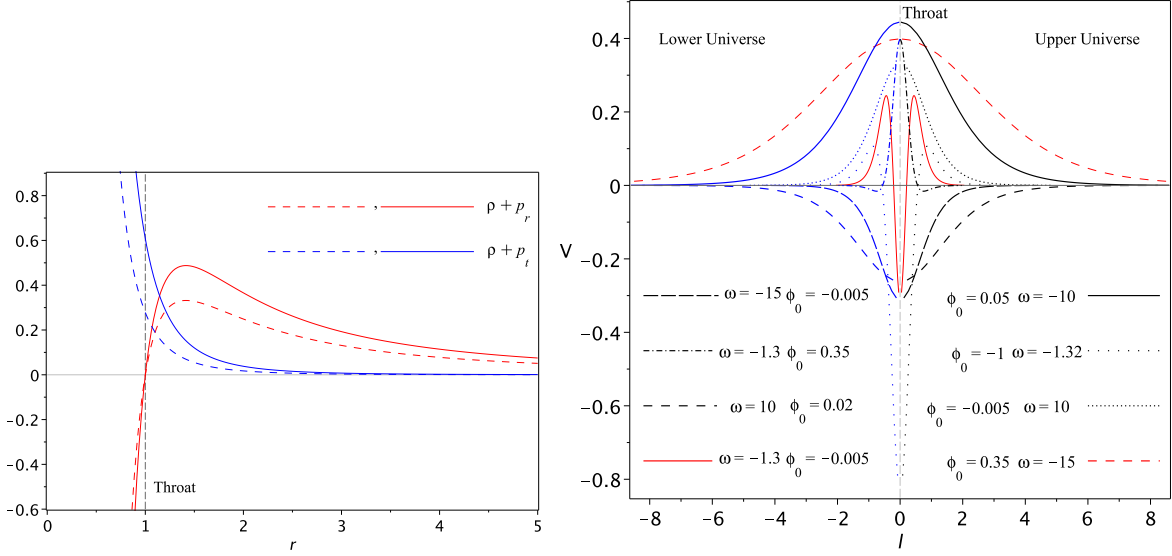 0.8
0.6
0.4
0.2
0
−0.2
−0.4
−0.6
0 1 2 3 4 5
r
Throat
, ρ + p_r
, ρ + p_t
Throat
Lower Universe Upper Universe
0.4
0.2
0
−0.2
−0.4
−0.6
−0.8
V
ω = −15 ϕ_0 = −0.005 ϕ_0 = 0.05 ω = −10
ω = −1.3 ϕ_0 = 0.35 ϕ_0 = −1 ω = −1.32
ω = 10 ϕ_0 = 0.02 ϕ_0 = −0.005 ω = 10
ω = −1.3 ϕ_0 = −0.005 ϕ_0 = 0.35 ω = −15
−8 −6 −4 −2 0 2 4 6 8
l